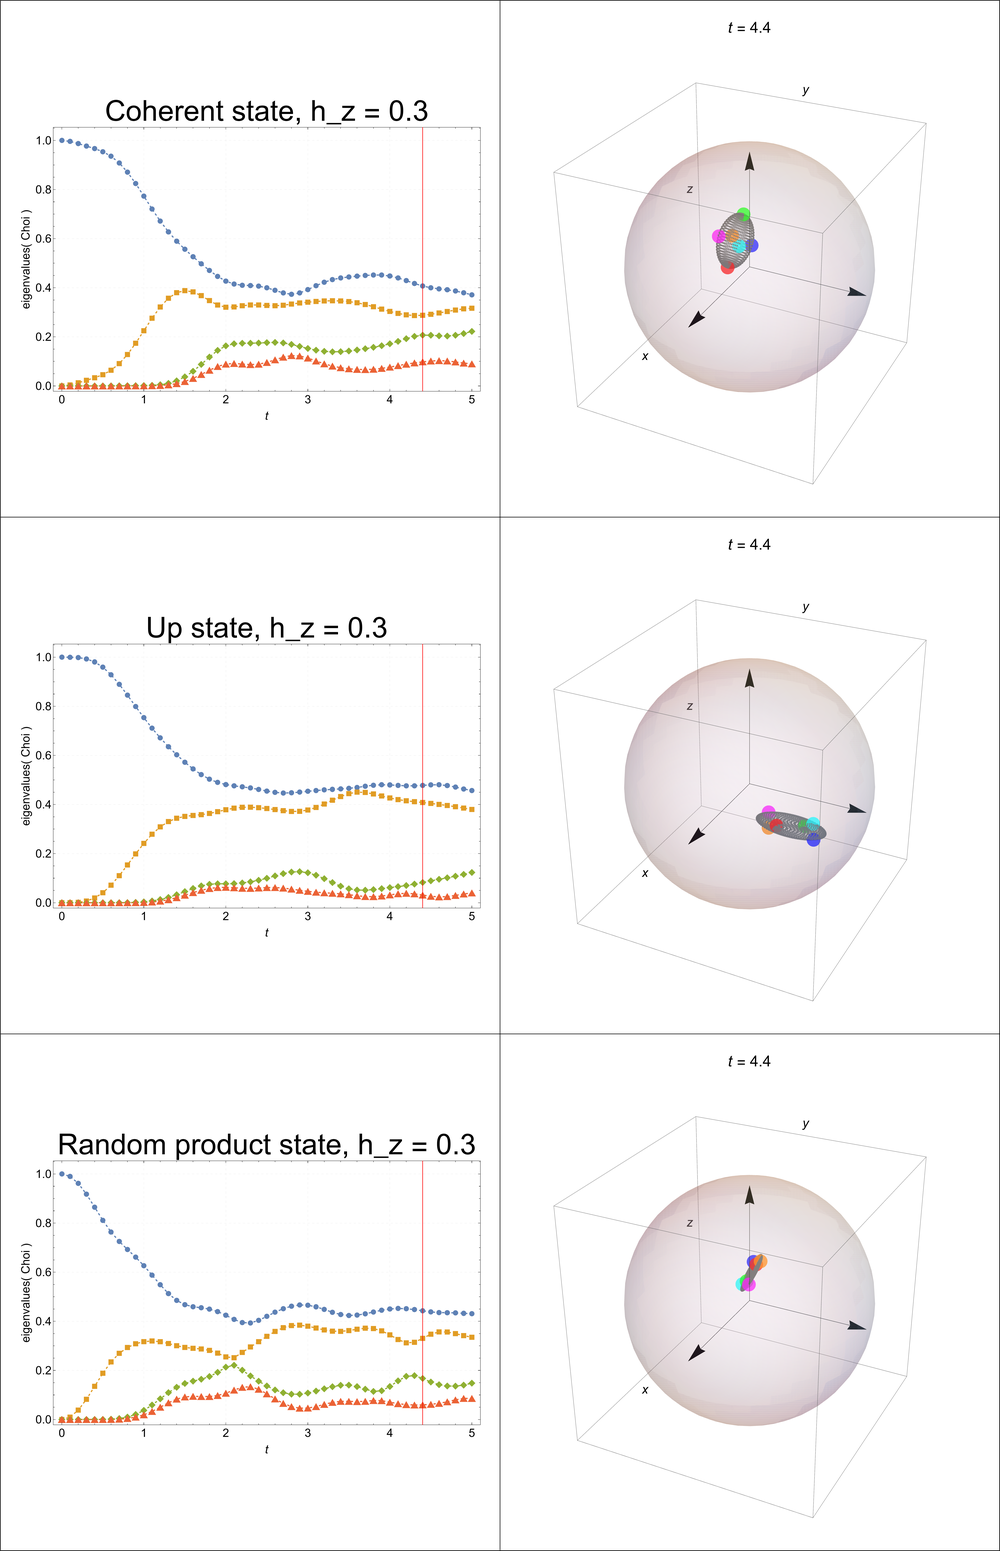 Coherent state, h_z = 0.3
eigenvalues( Choi )
1.0
0.8
0.6
0.4
0.2
0.0
0 1 2 3 4 5
t
t = 4.4
y
z
x
Up state, h_z = 0.3
eigenvalues( Choi )
1.0
0.8
0.6
0.4
0.2
0.0
0 1 2 3 4 5
t
t = 4.4
y
z
x
Random product state, h_z = 0.3
eigenvalues( Choi )
1.0
0.8
0.6
0.4
0.2
0.0
0 1 2 3 4 5
t
t = 4.4
y
z
x